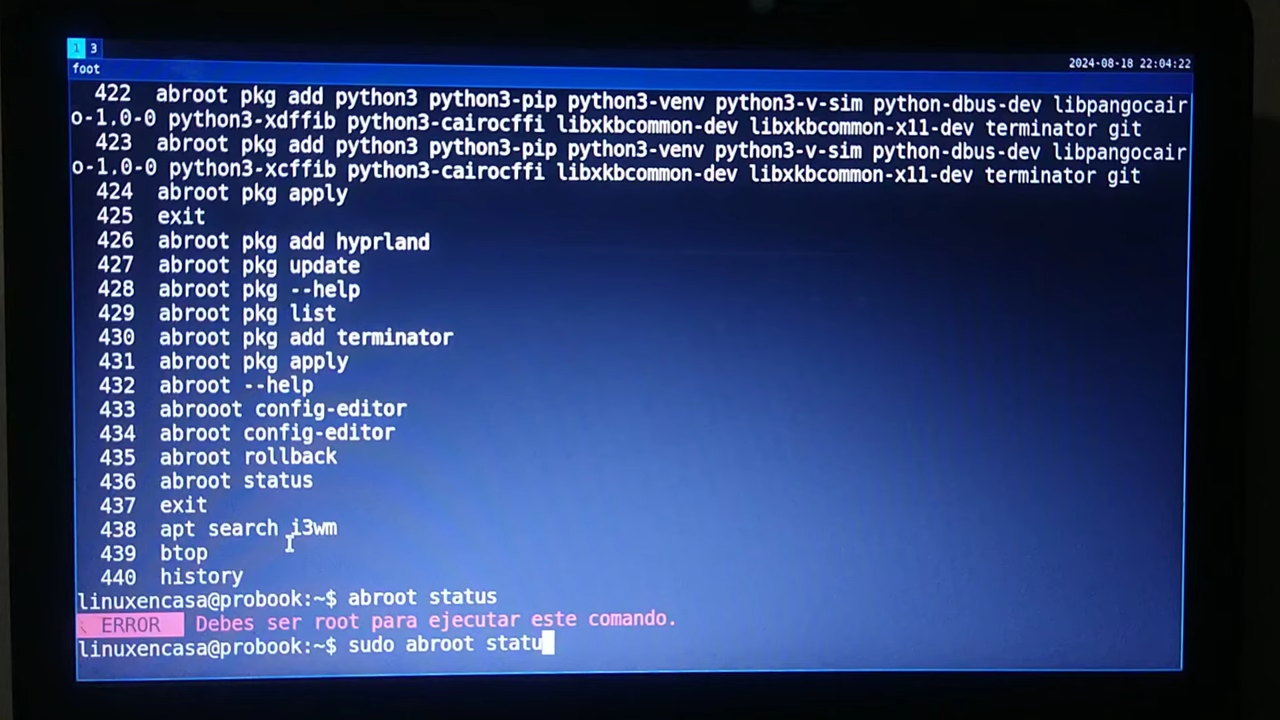 1 3
2024-08-18 22:04:22
foot
422 abroot pkg add python3 python3-pip python3-venv python3-v-sim python-dbus-dev libpangocair
o-1.0-0 python3-xdffib python3-cairocffi libxkbcommon-dev libxkbcommon-x11-dev terminator git
423 abroot pkg add python3 python3-pip python3-venv python3-v-sim python-dbus-dev libpangocair
o-1.0-0 python3-xcffib python3-cairocffi libxkbcommon-dev libxkbcommon-x11-dev terminator git
424 abroot pkg apply
425 exit
426 abroot pkg add hyprland
427 abroot pkg update
428 abroot pkg --help
429 abroot pkg list
430 abroot pkg add terminator
431 abroot pkg apply
432 abroot --help
433 abrooot config-editor
434 abroot config-editor
435 abroot rollback
436 abroot status
437 exit
438 apt search i3wm
439 btop
440 history
linuxencasa@probook:~$ abroot status
ERROR Debes ser root para ejecutar este comando.
linuxencasa@probook:~$ sudo abroot statu